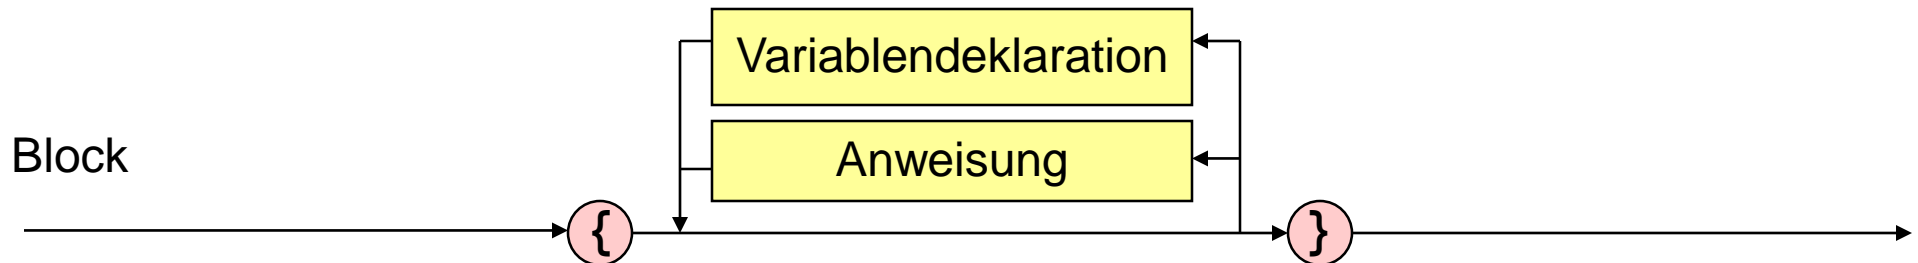 Variablendeklaration
Block
Anweisung
{
}